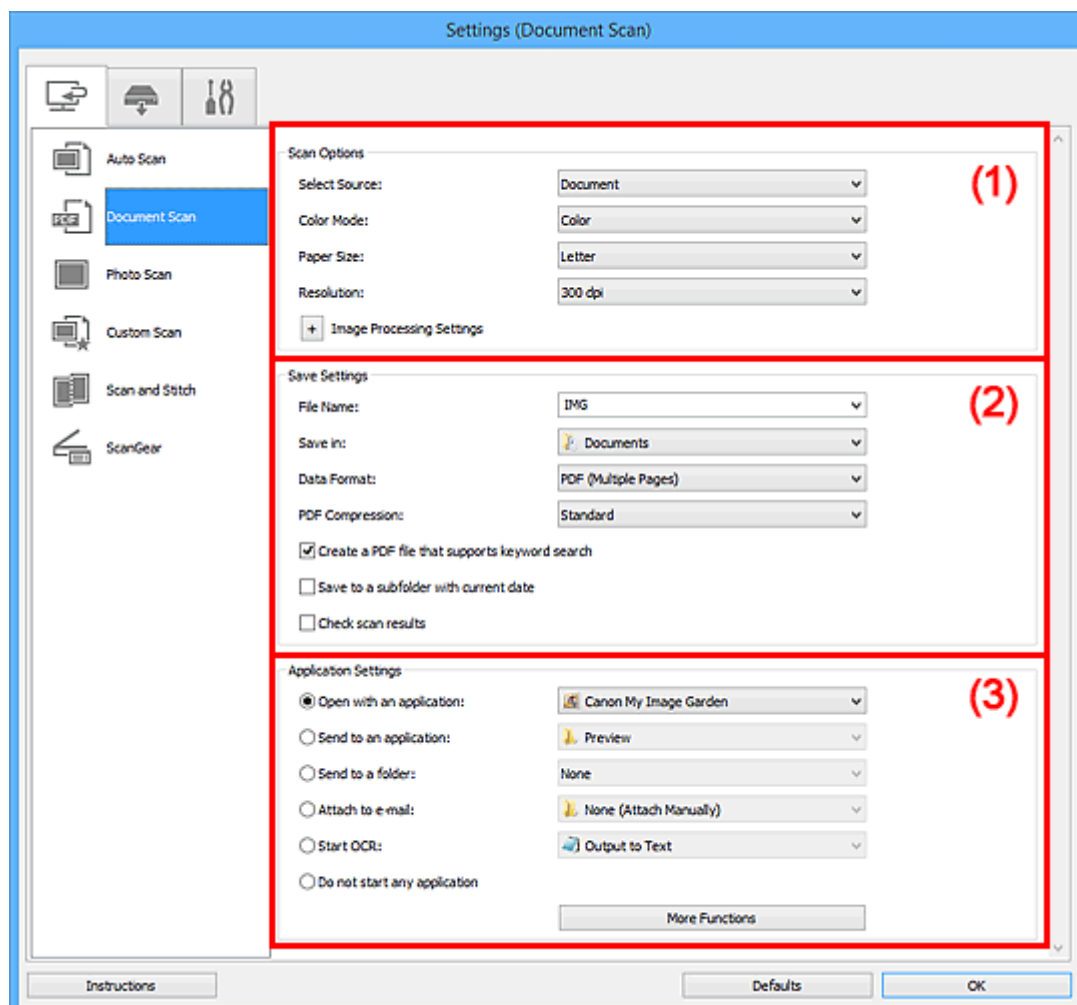 Settings (Document Scan)
Auto Scan
PDF
Document Scan
Photo Scan
Custom Scan
Scan and Stitch
ScanGear
Scan Options
(1)
Select Source: Document
Color Mode: Color
Paper Size: Letter
Resolution: 300 dpi
+ Image Processing Settings
Save Settings
(2)
File Name: IMG
Save in: Documents
Data Format: PDF (Multiple Pages)
PDF Compression: Standard
Create a PDF file that supports keyword search
Save to a subfolder with current date
Check scan results
Application Settings
(3)
Open with an application: Canon My Image Garden
Send to an application: Preview
Send to a folder: None
Attach to e-mail: None (Attach Manually)
Start OCR: Output to Text
Do not start any application
More Functions
Instructions Defaults OK